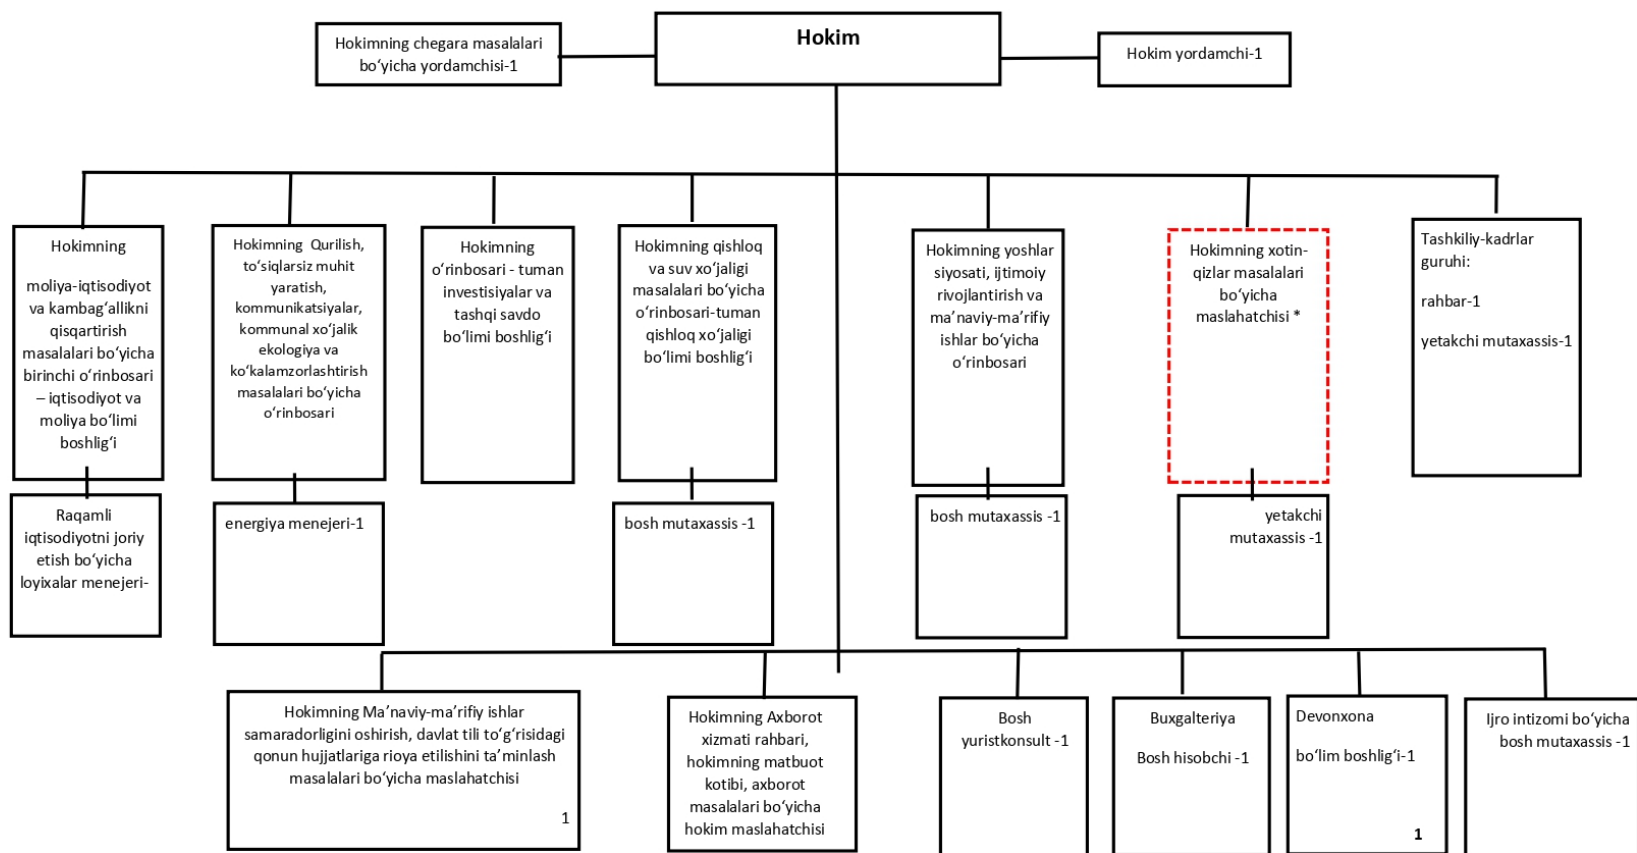 Hokim
Hokimning chegara masalalari
bo‘yicha yordamchisi-1
Hokim yordamchi-1
Hokimning
moliya-iqtisodiyot
va kambag‘allikni
qisqartirish
masalalari bo‘yicha
birinchi o‘rinbosari
– iqtisodiyot va
moliya bo‘limi
boshlig‘i
Hokimning Qurilish,
to‘siqlarsiz muhit
yaratish,
kommunikatsiyalar,
kommunal xo‘jalik
ekologiya va
ko‘kalamzorlashtirish
masalalari bo‘yicha
o‘rinbosari
Hokimning
o‘rinbosari - tuman
investisiyalar va
tashqi savdo
bo‘limi boshlig‘i
Hokimning qishloq
va suv xo‘jaligi
masalalari bo‘yicha
o‘rinbosari-tuman
qishloq xo‘jaligi
bo‘limi boshlig‘i
Hokimning yoshlar
siyosati, ijtimoiy
rivojlantirish va
ma’naviy-ma’rifiy
ishlar bo‘yicha
o‘rinbosari
Hokimning xotin-
qizlar masalalari
bo‘yicha
maslahatchisi *
Tashkiliy-kadrlar
guruhi:
rahbar-1
yetakchi mutaxassis-1
Raqamli
iqtisodiyotni joriy
etish bo‘yicha
loyixalar menejeri-
energiya menejeri-1
bosh mutaxassis -1
bosh mutaxassis -1
yetakchi
mutaxassis -1
Hokimning Ma’naviy-ma’rifiy ishlar
samaradorligini oshirish, davlat tili to‘g‘risidagi
qonun hujjatlariga rioya etilishini ta’minlash
masalalari bo‘yicha maslahatchisi
1
Hokimning Axborot
xizmati rahbari,
hokimning matbuot
kotibi, axborot
masalalari bo‘yicha
hokim maslahatchisi
Bosh
yuristkonsult -1
Buxgalteriya
Bosh hisobchi -1
Devonxona
bo‘lim boshlig‘i-1
1
Ijro intizomi bo‘yicha
bosh mutaxassis -1